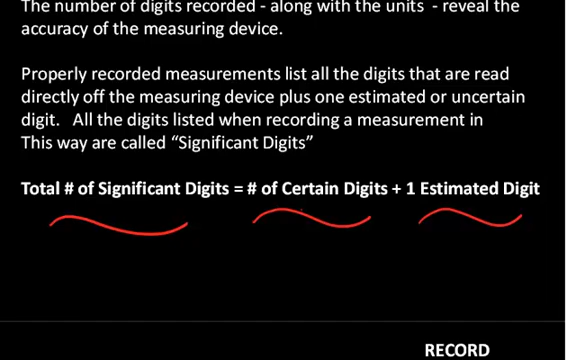 The number of digits recorded - along with the units - reveal the
accuracy of the measuring device.
Properly recorded measurements list all the digits that are read
directly off the measuring device plus one estimated or uncertain
digit. All the digits listed when recording a measurement in
This way are called “Significant Digits”
Total # of Significant Digits = # of Certain Digits + 1 Estimated Digit
RECORD